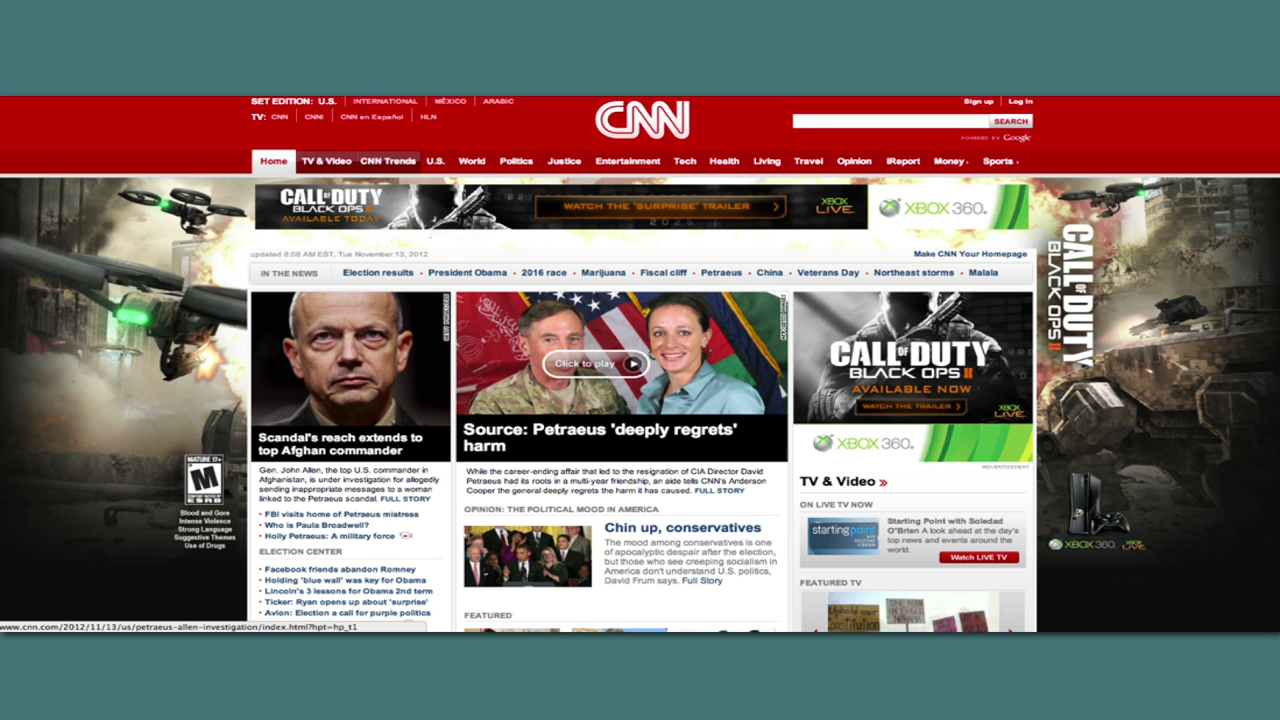 SET EDITION: U.S. INTERNATIONAL MÉXICO ARABIC
TV: CNN CNNi CNN en Español HLN
CNN
Sign up Log in
SEARCH
POWERED BY Google
Home TV & Video CNN Trends U.S. World Politics Justice Entertainment Tech Health Living Travel Opinion iReport Money Sports
CALL OF DUTY
BLACK OPS II
AVAILABLE TODAY
WATCH THE "SURPRISE" TRAILER
2025
XBOX
LIVE
XBOX 360.
updated 8:08 AM EST, Tue November 13, 2012
Make CNN Your Homepage
IN THE NEWS Election results • President Obama • 2016 race • Marijuana • Fiscal cliff • Petraeus • China • Veterans Day • Northeast storms • Malala
Scandal's reach extends to
top Afghan commander
Gen. John Allen, the top U.S. commander in
Afghanistan, is under investigation for allegedly
sending inappropriate messages to a woman
linked to the Petraeus scandal. FULL STORY
• FBI visits home of Petraeus mistress
• Who is Paula Broadwell?
• Holly Petraeus: A military force
ELECTION CENTER
• Facebook friends abandon Romney
• Holding 'blue wall' was key for Obama
• Lincoln's 3 lessons for Obama 2nd term
• Ticker: Ryan opens up about 'surprise'
• Avlon: Election a call for purple politics
www.cnn.com/2012/11/13/us/petraeus-allen-investigation/index.html?hpt=hp_t1
Click to play
Source: Petraeus 'deeply regrets'
harm
While the career-ending affair that led to the resignation of CIA Director David
Petraeus had its roots in a multi-year friendship, an aide tells CNN's Anderson
Cooper the general deeply regrets the harm it has caused. FULL STORY
OPINION: THE POLITICAL MOOD IN AMERICA
Chin up, conservatives
The mood among conservatives is one
of apocalyptic despair after the election,
but those who see creeping socialism in
America don't understand U.S. politics,
David Frum says. Full Story
FEATURED
CALL OF DUTY
BLACK OPS II
AVAILABLE NOW
WATCH THE TRAILER
XBOX
LIVE
XBOX 360.
ADVERTISEMENT
TV & Video »
ON LIVE TV NOW
starting
point
Starting Point with Soledad
O'Brien A look ahead at the day's
top news and events around the
world.
Watch LIVE TV
FEATURED TV
MATURE 17+
M
ESRB
Blood and Gore
Intense Violence
Strong Language
Suggestive Themes
Use of Drugs
CALL OF DUTY
BLACK OPS II
XBOX 360. XBOX LIVE